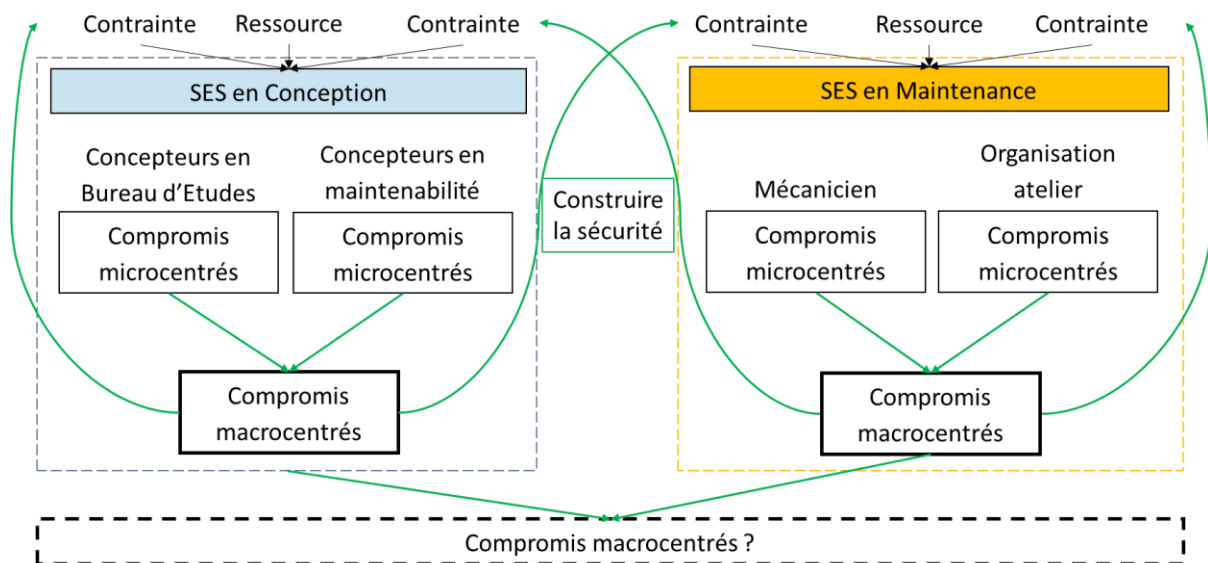 Contrainte Ressource Contrainte
SES en Conception
Concepteurs en
Bureau d'Etudes
Compromis
microcentrés
Concepteurs en
maintenabilité
Compromis
microcentrés
Compromis
macrocentrés
Construire
la sécurité
Contrainte Ressource Contrainte
SES en Maintenance
Mécanicien
Compromis
microcentrés
Organisation
atelier
Compromis
microcentrés
Compromis
macrocentrés
Compromis macrocentrés ?